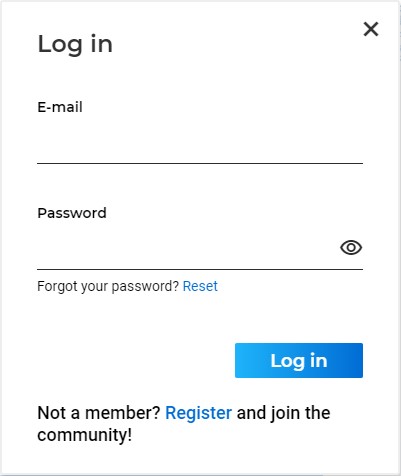 Log in
E-mail
Password
Forgot your password? Reset
Log in
Not a member? Register and join the
community!